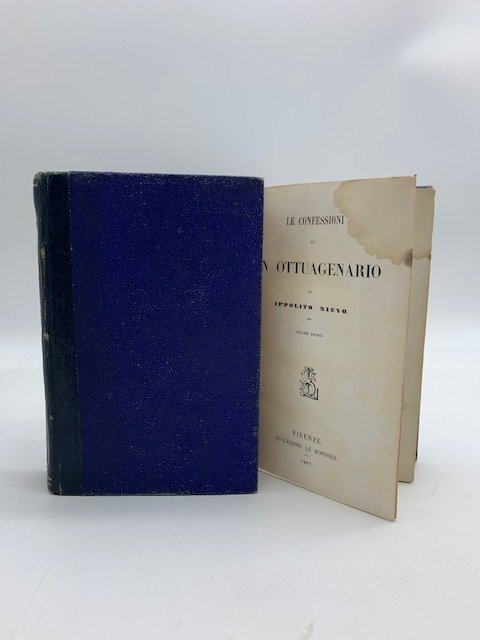 LE CONFESSIONI
DI
N OTTUAGENARIO
DI
IPPOLITO NIEVO
VOLUME PRIMO
FIRENZE.
SUCCESSORI LE MONNIER.